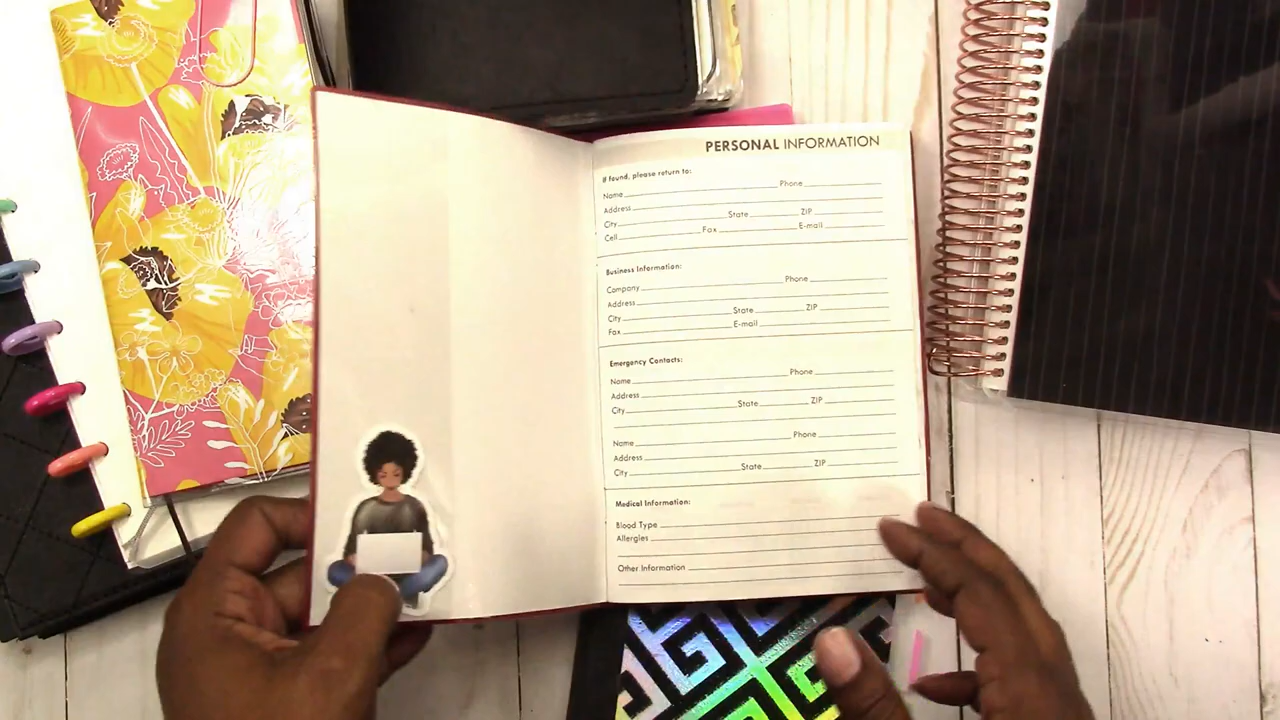 PERSONAL INFORMATION
If found, please return to:
Name Phone
Address
City State ZIP
Cell Fax E-mail
Business Information:
Company Phone
Address
City State ZIP
Fax E-mail
Emergency Contacts:
Name Phone
Address
City State ZIP
Name Phone
Address
City State ZIP
Medical Information:
Blood Type
Allergies
Other Information